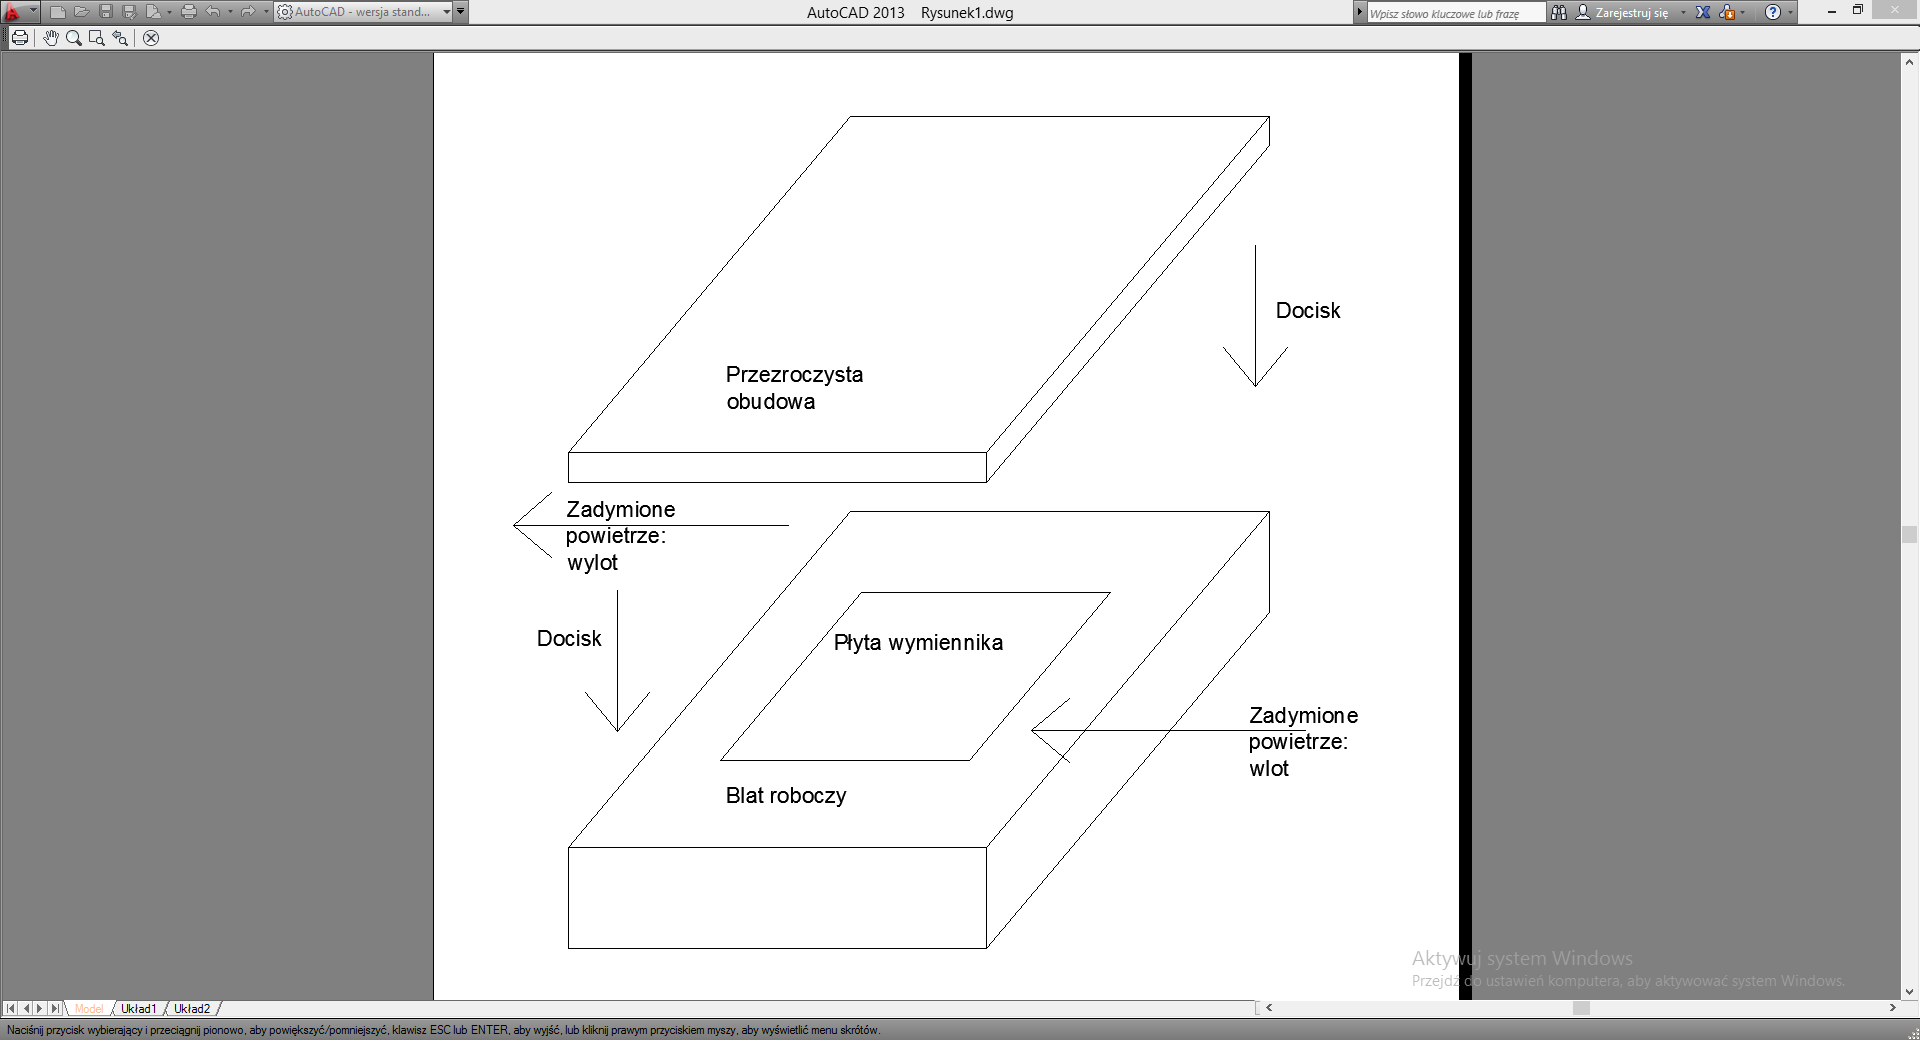 AutoCAD - wersja stand...
AutoCAD 2013 Rysunek1.dwg
Wpisz słowo kluczowe lub frazę
Zarejestruj się
Docisk
Przezroczysta
obudowa
Zadymione
powietrze:
wylot
Docisk
Płyta wymiennika
Zadymione
powietrze:
wlot
Blat roboczy
Aktywuj system Windows
Przejdź do ustawień komputera, aby aktywować system Windows.
Model Układ1 Układ2
Naciśnij przycisk wybierający i przeciągnij pionowo, aby powiększyć/pomniejszyć, klawisz ESC lub ENTER, aby wyjść, lub kliknij prawym przyciskiem myszy, aby wyświetlić menu skrótów.